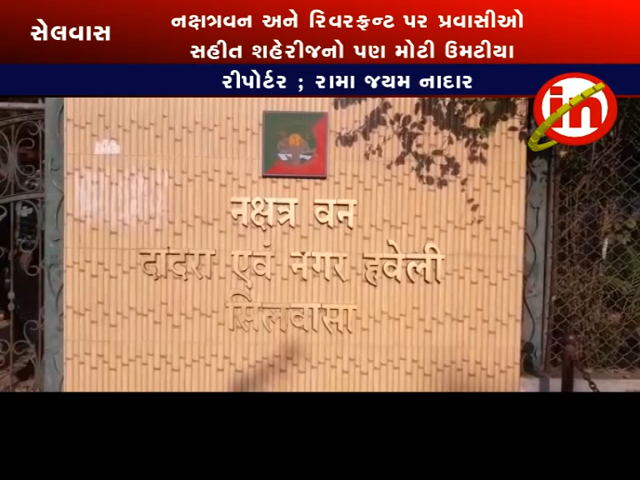 સેલવાસ
નક્ષત્રવન અને રિવરફ્રન્ટ પર પ્રવાસીઓ
સહીત શહેરીજનો પણ મોટી ઉમટીયા
રીપોર્ટર ; રામા જયમ નાદાર
in
नक्षत्र वन
दादरा एवं नगर हवेली
सिलवासा